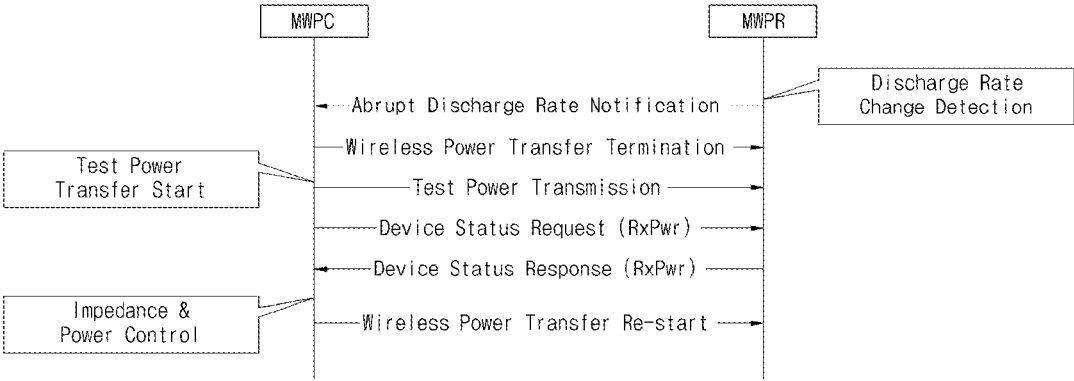 MWPC
MWPR
Discharge Rate
Change Detection
Abrupt Discharge Rate Notification
Wireless Power Transfer Termination
Test Power
Transfer Start
Test Power Transmission
Device Status Request (RxPwr)
Device Status Response (RxPwr)
Impedance &
Power Control
Wireless Power Transfer Re-start